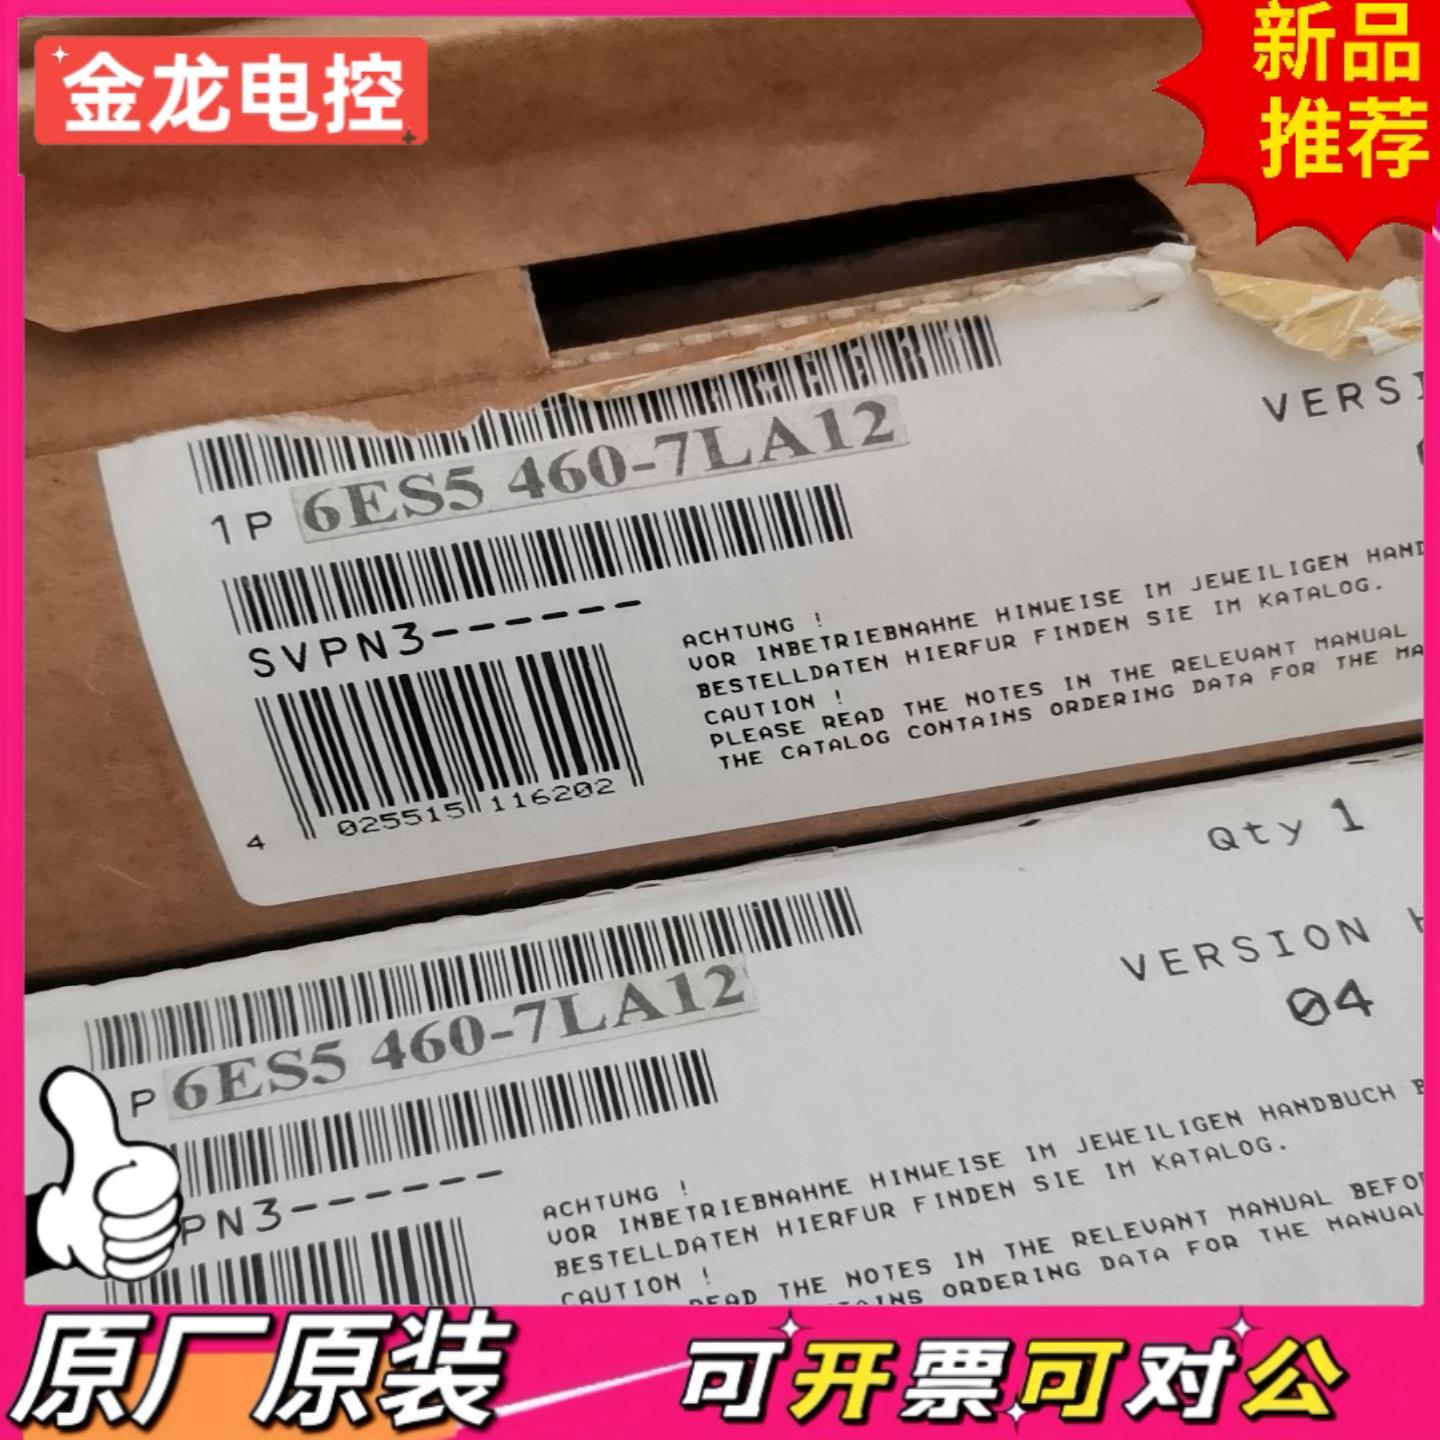 金龙电控
新品
推荐
VERSI
1P 6ES5 460-7LA12
SVPN3------
ACHTUNG !
VOR INBETRIEBNAHME HINWEISE IM JEWEILIGEN HAND
BESTELLDATEN HIERFUR FINDEN SIE IM KATALOG.
CAUTION !
PLEASE READ THE NOTES IN THE RELEVANT MANUAL
THE CATALOG CONTAINS ORDERING DATA FOR THE MA
4 025515 116202
Qty 1
VERSION
04
P 6ES5 460-7LA12
PN3------
ACHTUNG !
VOR INBETRIEBNAHME HINWEISE IM JEWEILIGEN HANDBUCH B
BESTELLDATEN HIERFUR FINDEN SIE IM KATALOG.
CAUTION !
READ THE NOTES IN THE RELEVANT MANUAL BEFO
ORDERING DATA FOR THE MANUAL
原厂原装
可开票可对公